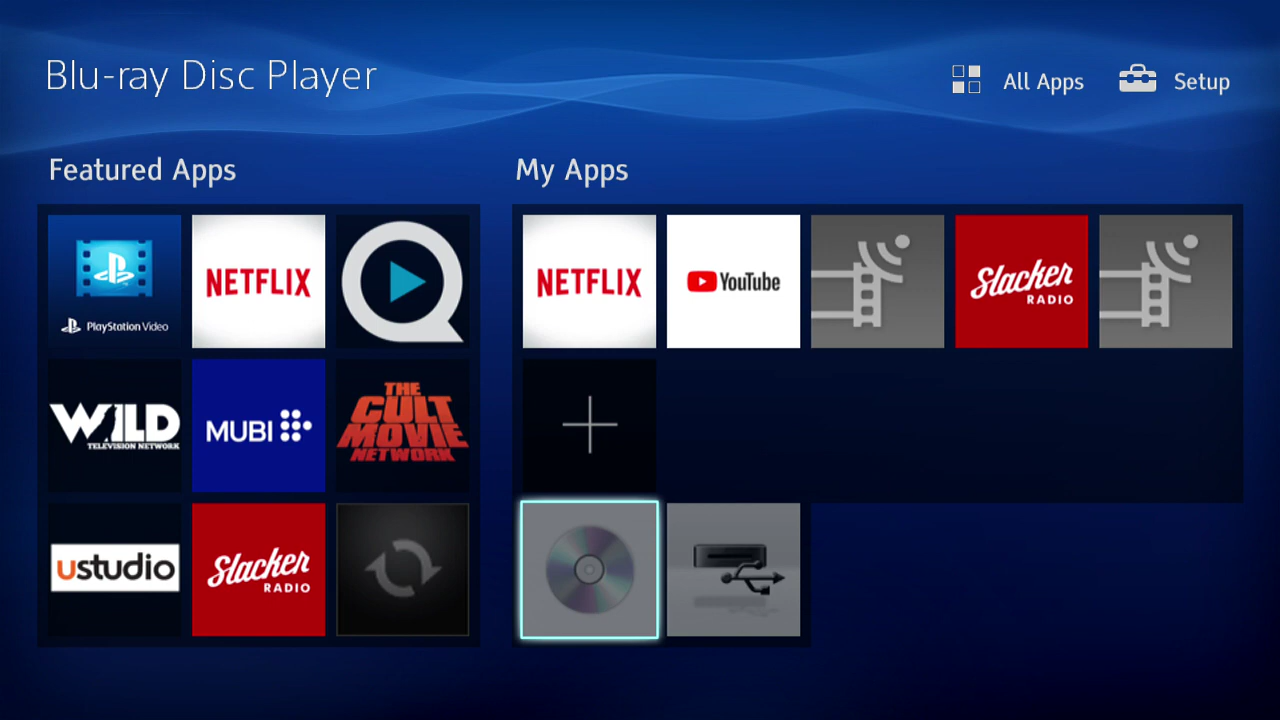 Blu-ray Disc Player
All Apps
Setup
Featured Apps
My Apps
PlayStation Video
NETFLIX
NETFLIX
YouTube
Slacker
RADIO
WILD
TELEVISION NETWORK
MUBI
THE
CULT
MOVIE
NETWORK
ustudio
Slacker
RADIO